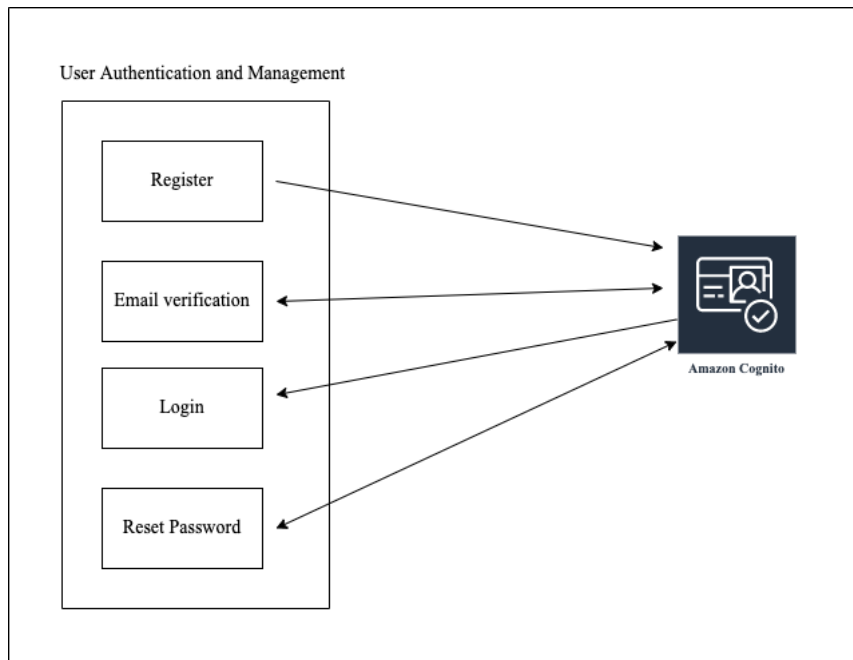 User Authentication and Management
Register
Email verification
Login
Reset Password
Amazon Cognito